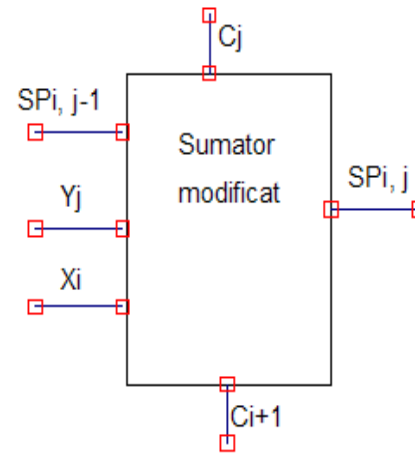 Cj
SPi, j-1
Sumator
modificat
SPi, j
Yj
Xi
Ci+1